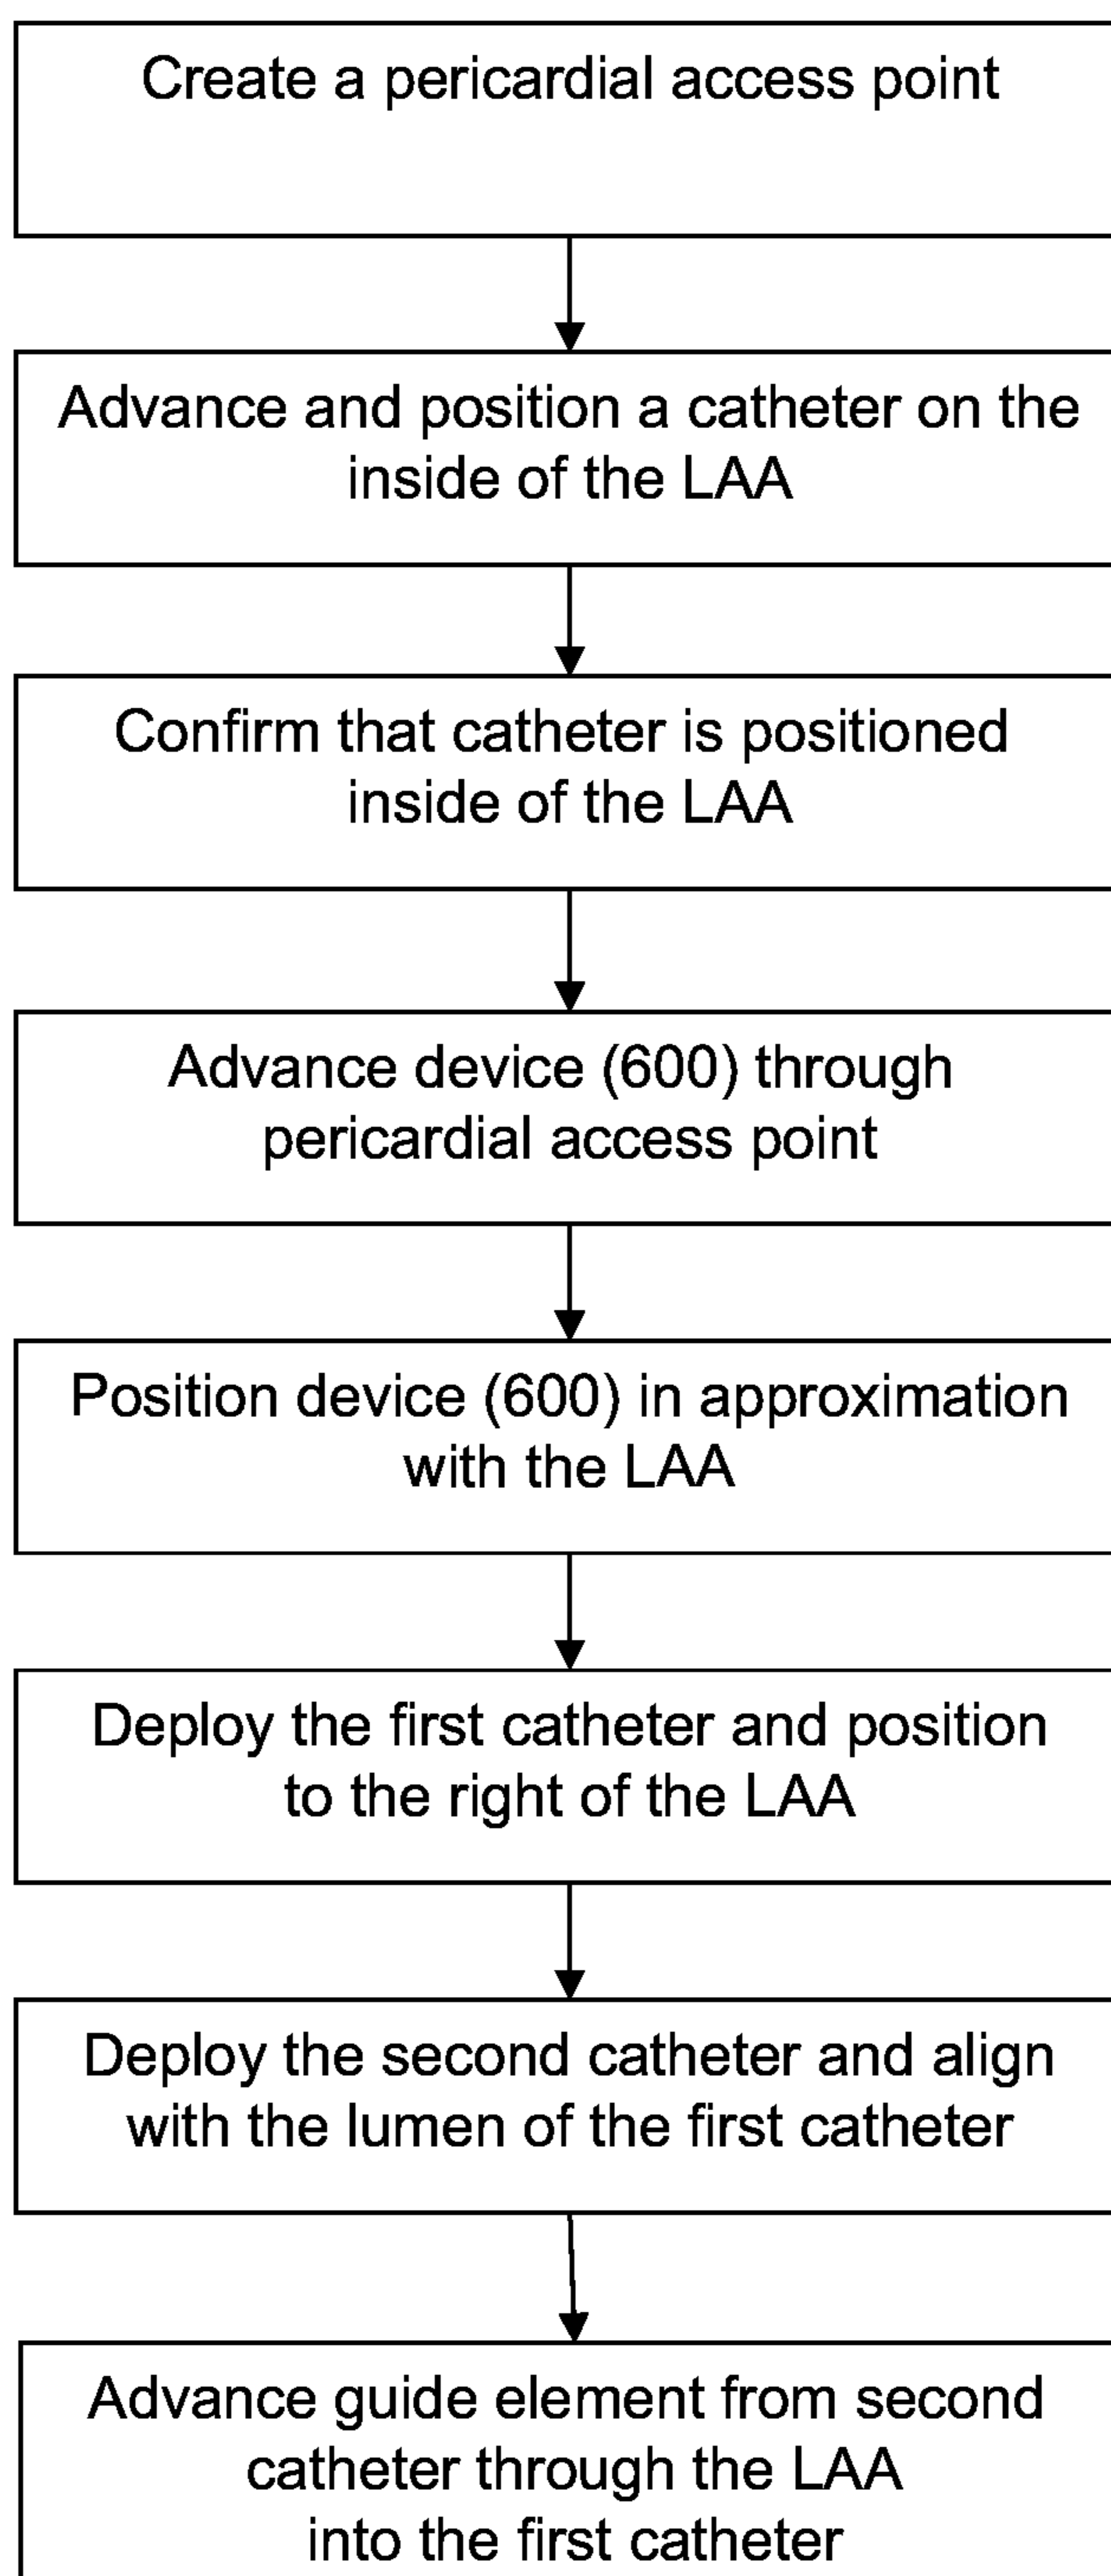 Create a pericardial access point
Advance and position a catheter on the
inside of the LAA
Confirm that catheter is positioned
inside of the LAA
Advance device (600) through
pericardial access point
Position device (600) in approximation
with the LAA
Deploy the first catheter and position
to the right of the LAA
Deploy the second catheter and align
with the lumen of the first catheter
Advance guide element from second
catheter through the LAA
into the first catheter